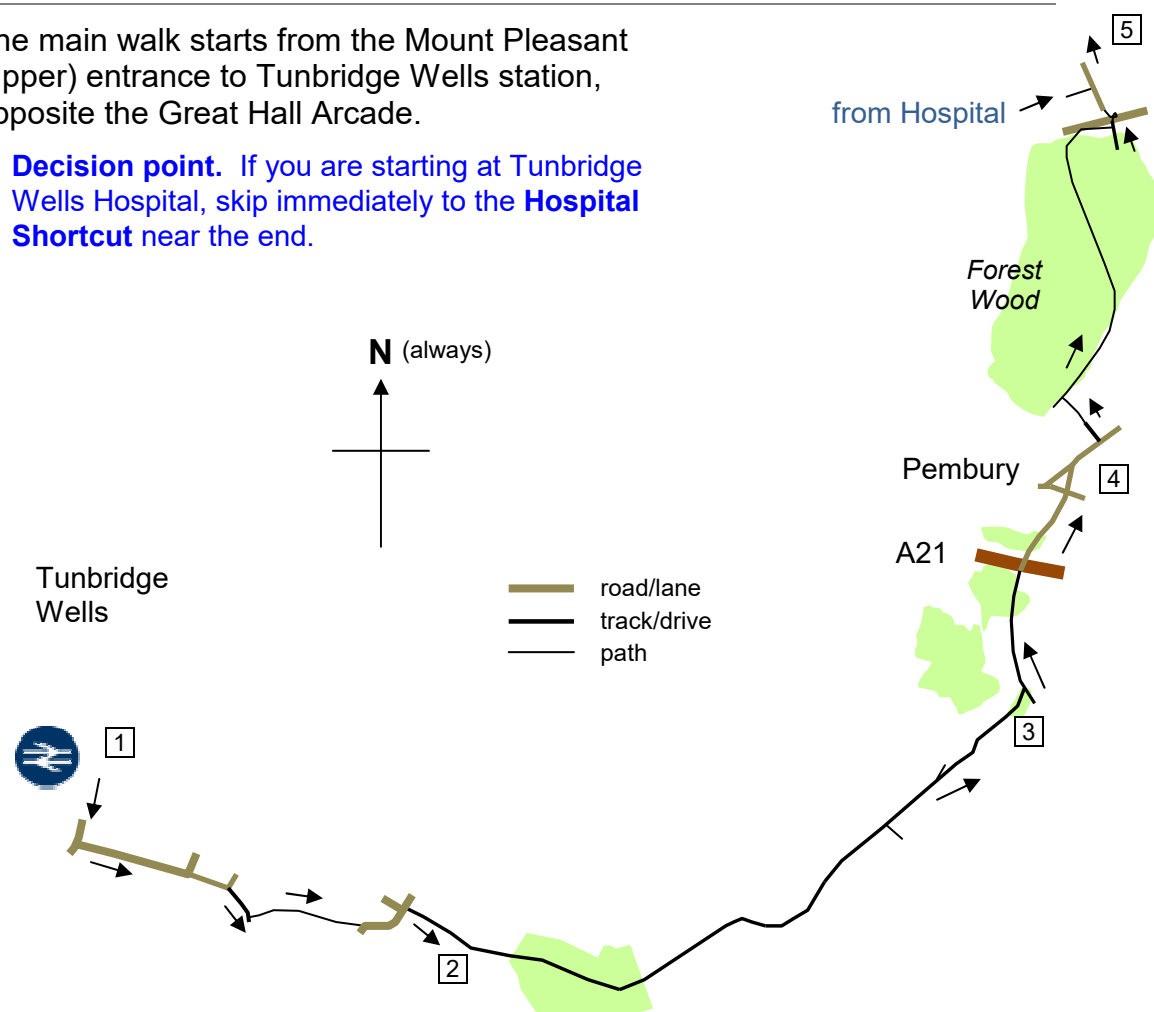 he main walk starts from the Mount Pleasant
pper) entrance to Tunbridge Wells station,
pposite the Great Hall Arcade.
Decision point. If you are starting at Tunbridge
Wells Hospital, skip immediately to the Hospital
Shortcut near the end.
5
from Hospital
Forest
Wood
N (always)
Pembury
4
A21
Tunbridge
Wells
road/lane
track/drive
path
3
1
2